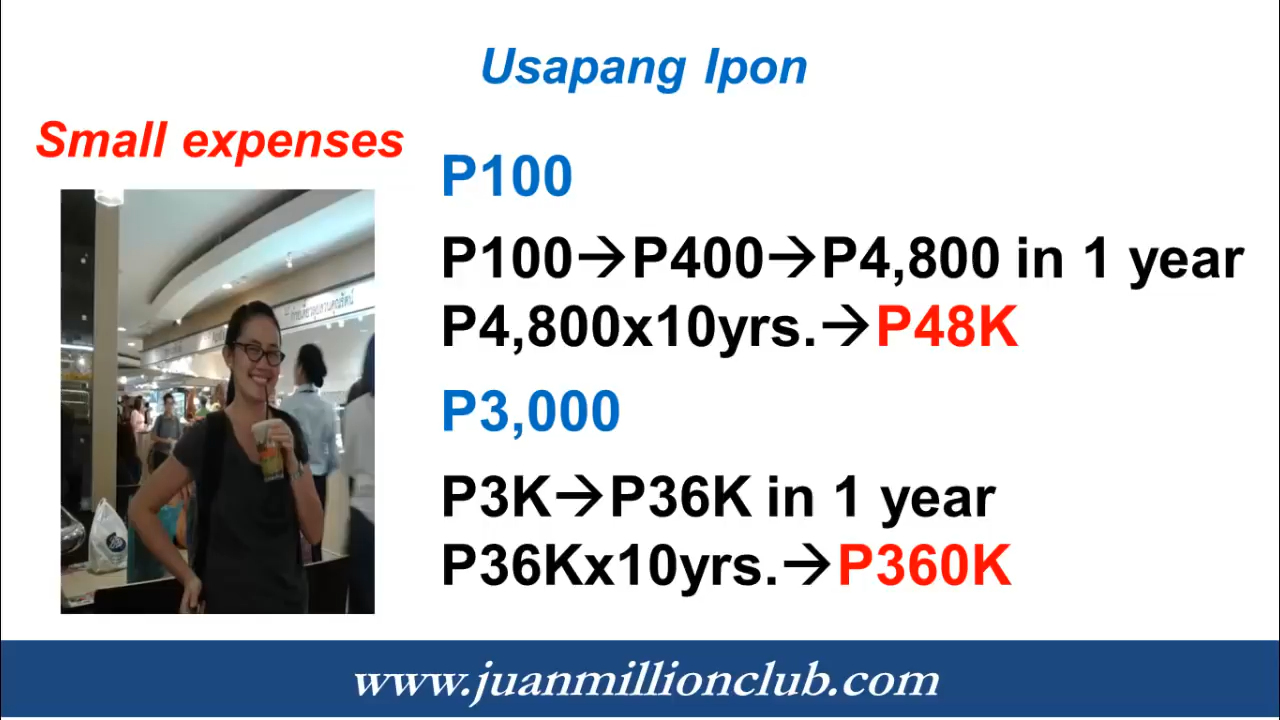 Usapang Ipon
Small expenses
P100
P100→P400→P4,800 in 1 year
P4,800x10yrs.→P48K
P3,000
P3K→P36K in 1 year
P36Kx10yrs.→P360K
www.juanmillionclub.com